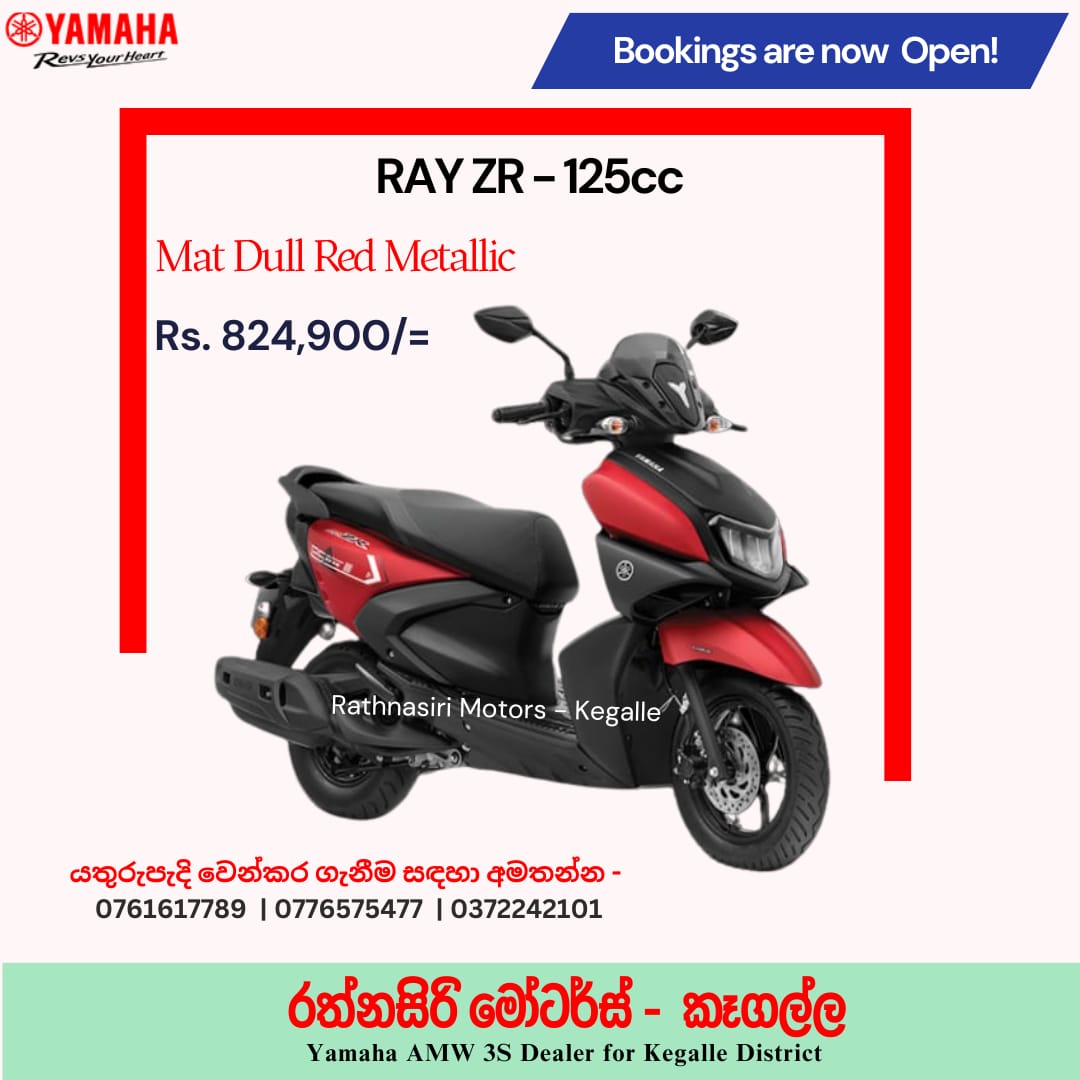 YAMAHA
Revs Your Heart
Bookings are now Open!
RAY ZR – 125cc
Mat Dull Red Metallic
Rs. 824,900/=
YAMAHA
ZR
Rathnasiri Motors - Kegalle
යතුරුපැදි වෙන්කර ගැනීම සඳහා අමතන්න -
0761617789 | 0776575477 | 0372242101
රත්නසිරි මෝටර්ස් - කෑගල්ල
Yamaha AMW 3S Dealer for Kegalle District